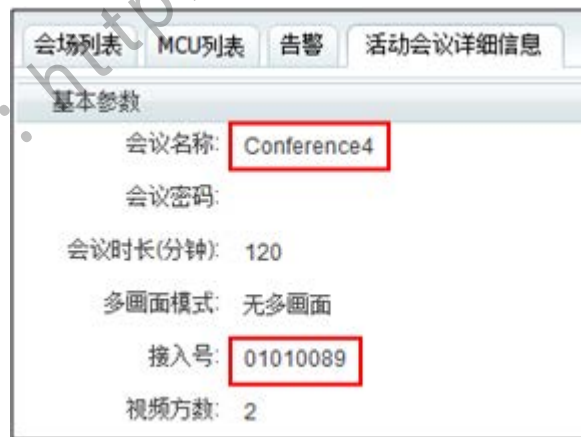 : http
会场列表 MCU列表 告警 活动会议详细信息
基本参数
会议名称: Conference4
会议密码:
会议时长(分钟): 120
多画面模式: 无多画面
接入号: 01010089
视频方数: 2